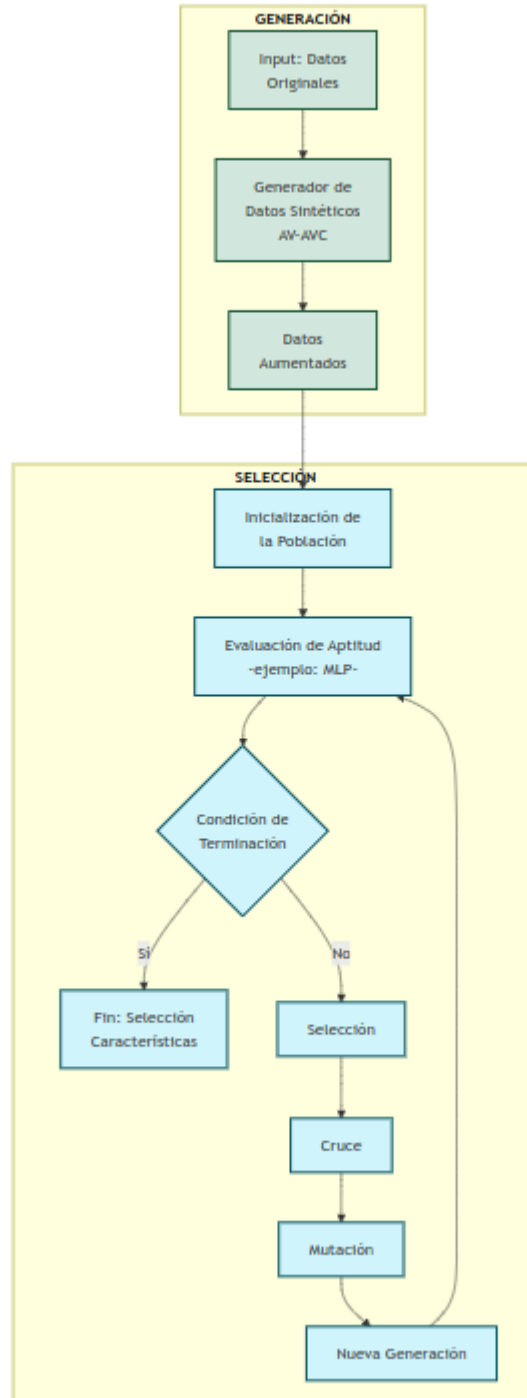 GENERACIÓN
Input: Datos
Originales
Generador de
Datos Sintéticos
AV-AVC
Datos
Aumentados
SELECCIÓN
Inicialización de
la Población
Evaluación de Aptitud
-ejemplo: MLP-
Condición de
Terminación
Sí
No
Fin: Selección
Características
Selección
Cruce
Mutación
Nueva Generación